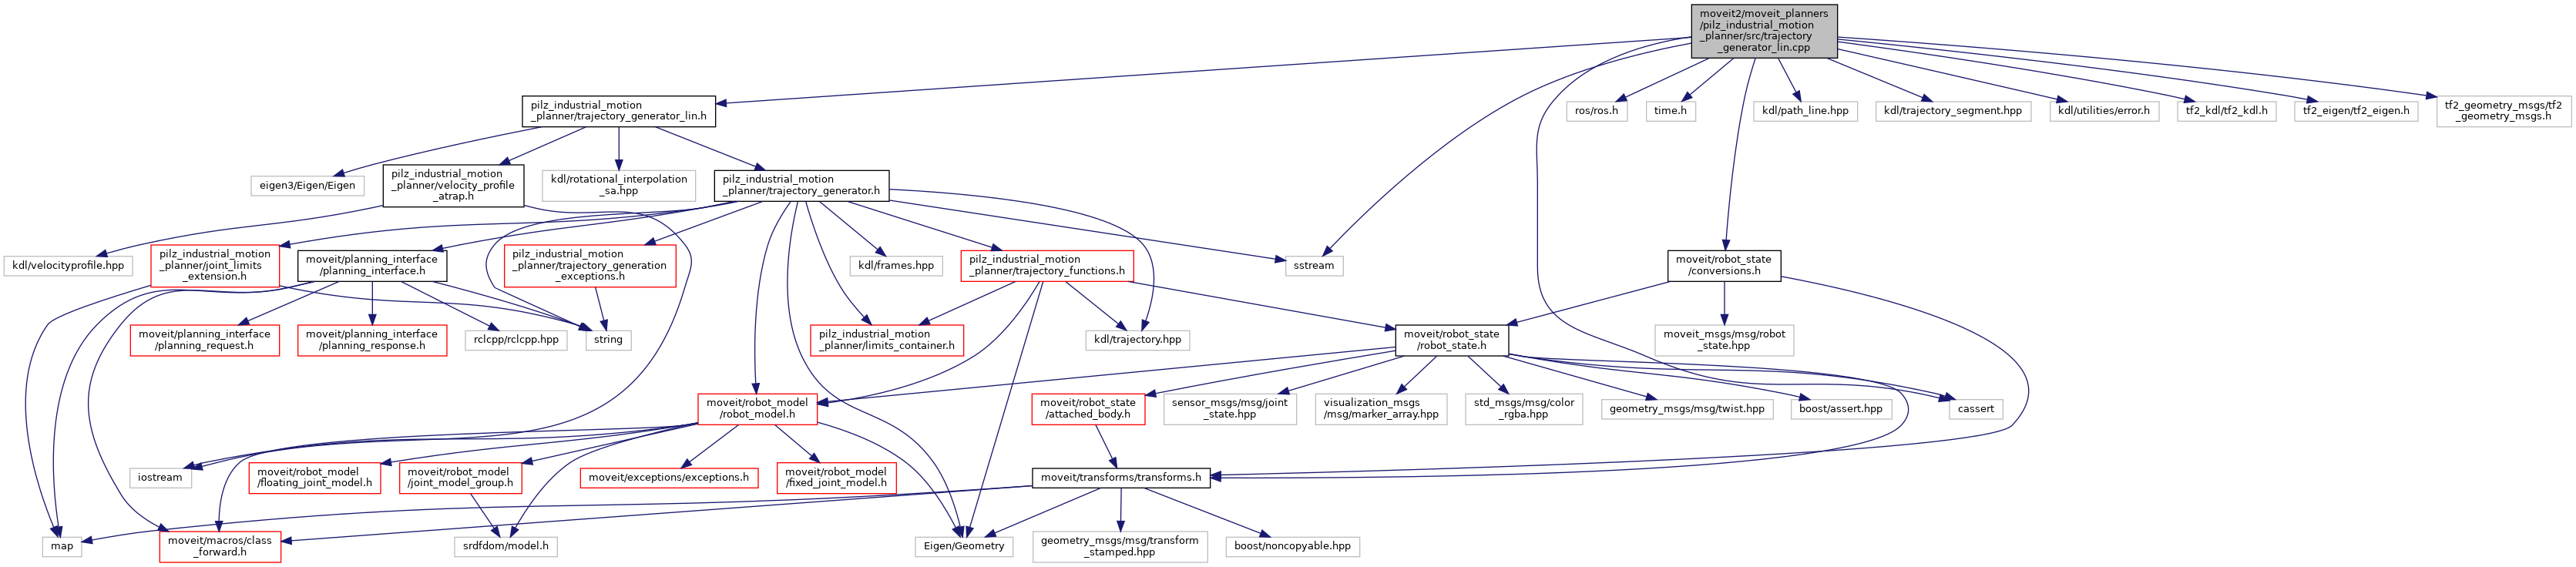 moveit2/moveit_planners
/pilz_industrial_motion
_planner/src/trajectory
_generator_lin.cpp
pilz_industrial_motion
_planner/trajectory_generator_lin.h
ros/ros.h
time.h
kdl/path_line.hpp
kdl/trajectory_segment.hpp
kdl/utilities/error.h
tf2_kdl/tf2_kdl.h
tf2_eigen/tf2_eigen.h
tf2_geometry_msgs/tf2
_geometry_msgs.h
eigen3/Eigen/Eigen
pilz_industrial_motion
_planner/velocity_profile
_atrap.h
kdl/rotational_interpolation
_sa.hpp
pilz_industrial_motion
_planner/trajectory_generator.h
kdl/velocityprofile.hpp
pilz_industrial_motion
_planner/joint_limits
_extension.h
moveit/planning_interface
/planning_interface.h
pilz_industrial_motion
_planner/trajectory_generation
_exceptions.h
kdl/frames.hpp
pilz_industrial_motion
_planner/trajectory_functions.h
sstream
moveit/robot_state
/conversions.h
moveit/planning_interface
/planning_request.h
moveit/planning_interface
/planning_response.h
rclcpp/rclcpp.hpp
string
pilz_industrial_motion
_planner/limits_container.h
kdl/trajectory.hpp
moveit/robot_state
/robot_state.h
moveit_msgs/msg/robot
_state.hpp
moveit/robot_model
/robot_model.h
moveit/robot_state
/attached_body.h
sensor_msgs/msg/joint
_state.hpp
visualization_msgs
/msg/marker_array.hpp
std_msgs/msg/color
_rgba.hpp
geometry_msgs/msg/twist.hpp
boost/assert.hpp
cassert
iostream
moveit/robot_model
/floating_joint_model.h
moveit/robot_model
/joint_model_group.h
moveit/exceptions/exceptions.h
moveit/robot_model
/fixed_joint_model.h
moveit/transforms/transforms.h
map
moveit/macros/class
_forward.h
srdfdom/model.h
Eigen/Geometry
geometry_msgs/msg/transform
_stamped.hpp
boost/noncopyable.hpp